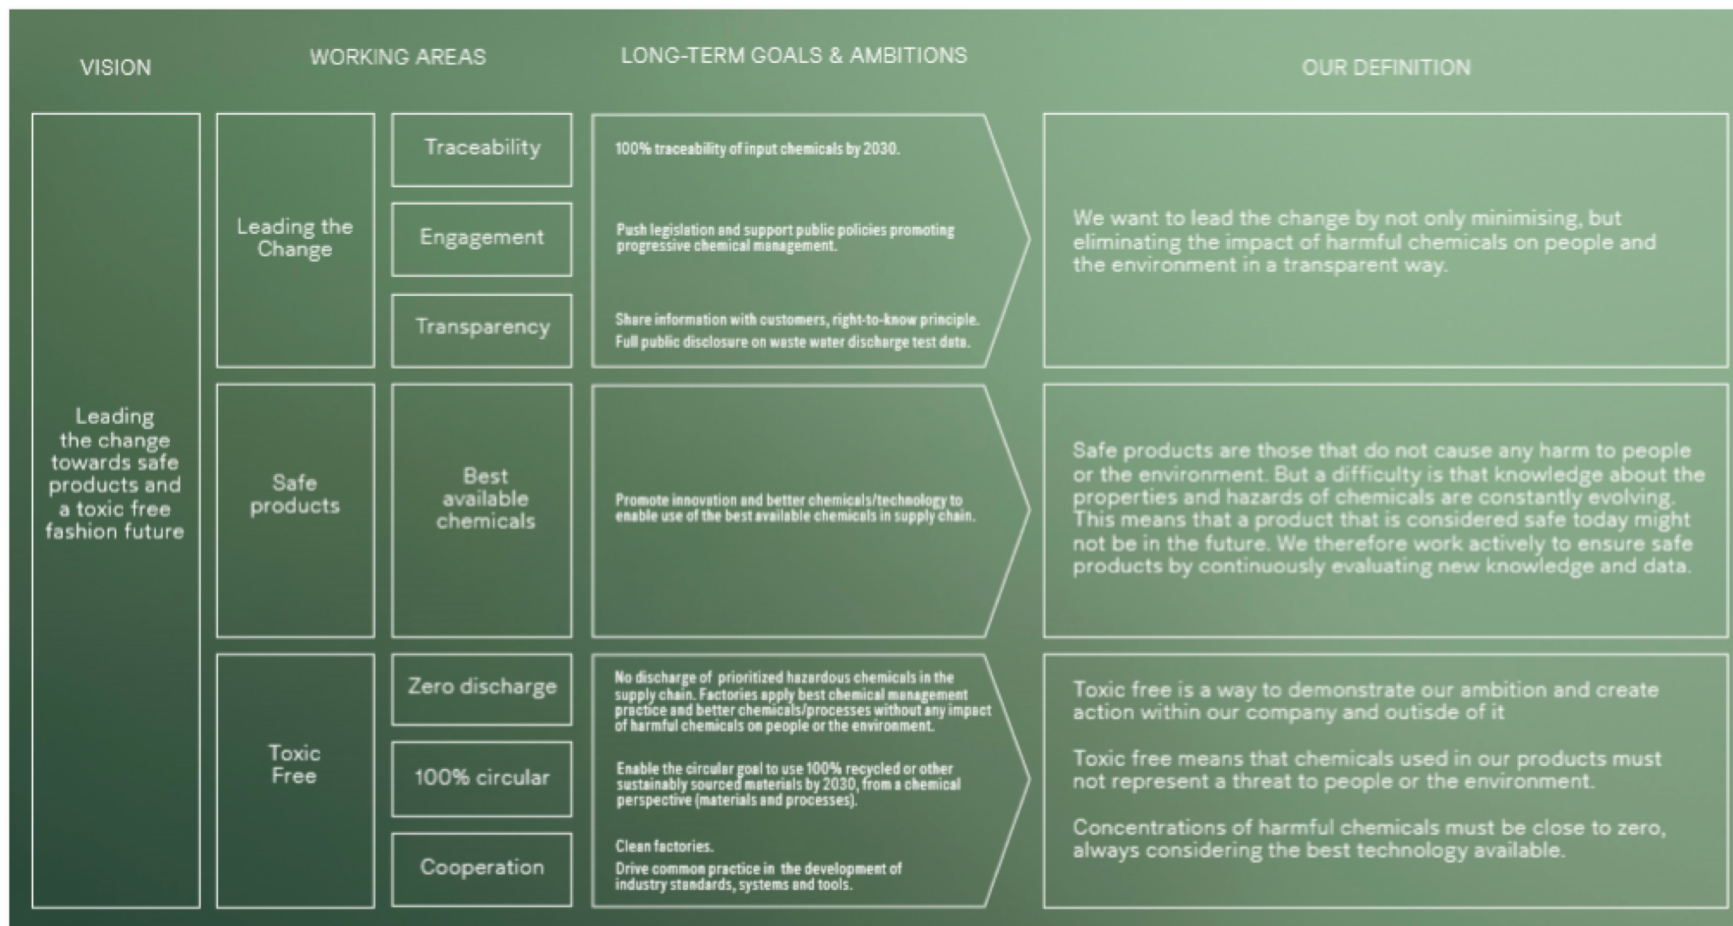 VISION
WORKING AREAS
LONG-TERM GOALS & AMBITIONS
OUR DEFINITION
Leading
the change
towards safe
products and
a toxic free
fashion future
Leading the
Change
Traceability
100% traceability of input chemicals by 2030.
Engagement
Push legislation and support public policies promoting
progressive chemical management.
Transparency
Share information with customers, right-to-know principle.
Full public disclosure on waste water discharge test data.
We want to lead the change by not only minimising, but
eliminating the impact of harmful chemicals on people and
the environment in a transparent way.
Safe
products
Best
available
chemicals
Promote innovation and better chemicals/technology to
enable use of the best available chemicals in supply chain.
Safe products are those that do not cause any harm to people
or the environment. But a difficulty is that knowledge about the
properties and hazards of chemicals are constantly evolving.
This means that a product that is considered safe today might
not be in the future. We therefore work actively to ensure safe
products by continuously evaluating new knowledge and data.
Toxic
Free
Zero discharge
No discharge of prioritized hazardous chemicals in the
supply chain. Factories apply best chemical management
practice and better chemicals/processes without any impact
of harmful chemicals on people or the environment.
100% circular
Enable the circular goal to use 100% recycled or other
sustainably sourced materials by 2030, from a chemical
perspective (materials and processes).
Cooperation
Clean factories.
Drive common practice in the development of
industry standards, systems and tools.
Toxic free is a way to demonstrate our ambition and create
action within our company and outisde of it
Toxic free means that chemicals used in our products must
not represent a threat to people or the environment.
Concentrations of harmful chemicals must be close to zero,
always considering the best technology available.